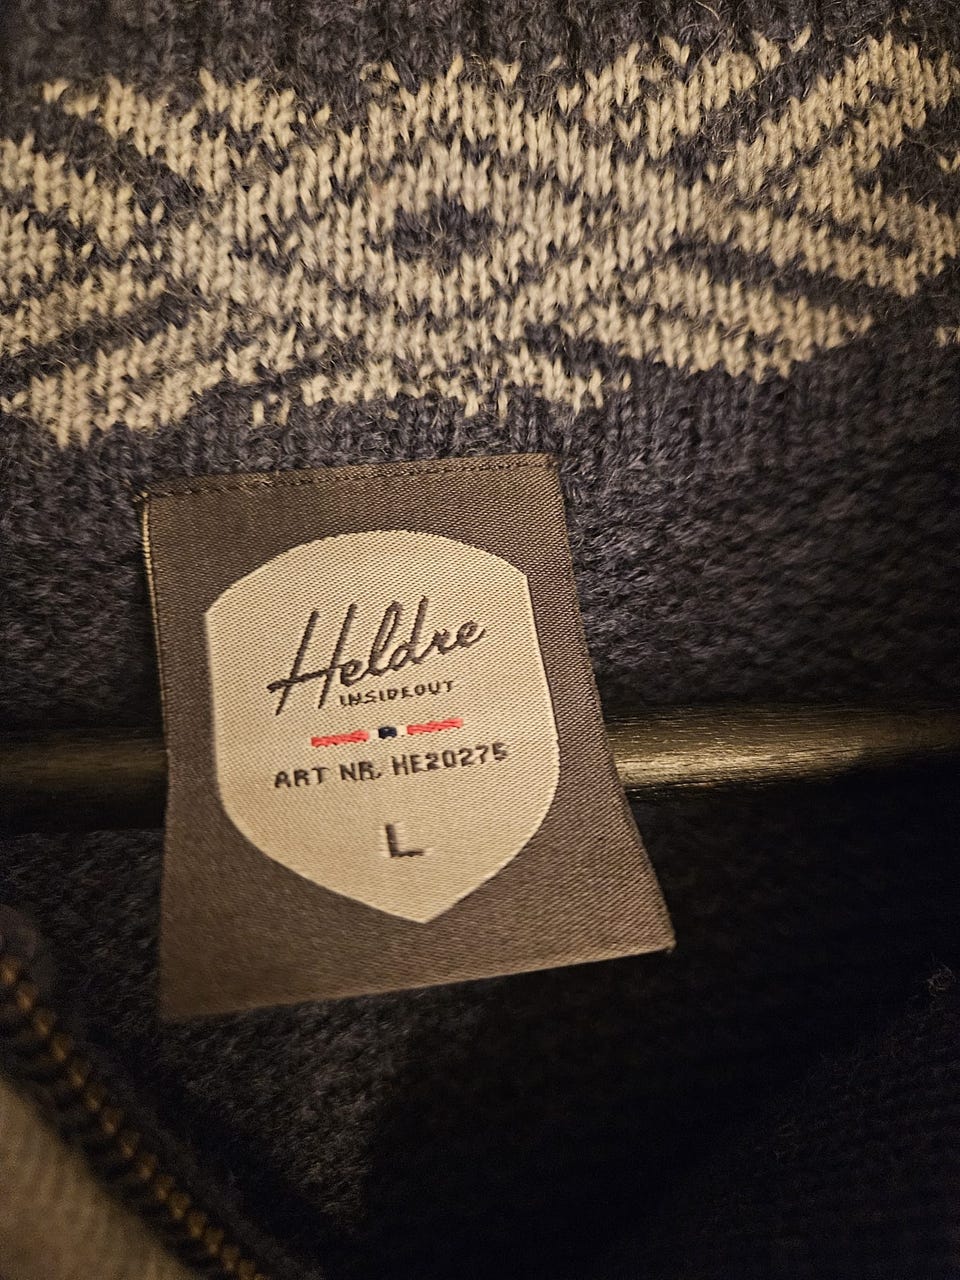 Heldre
INSIDEOUT
ART NR. HE20275
L